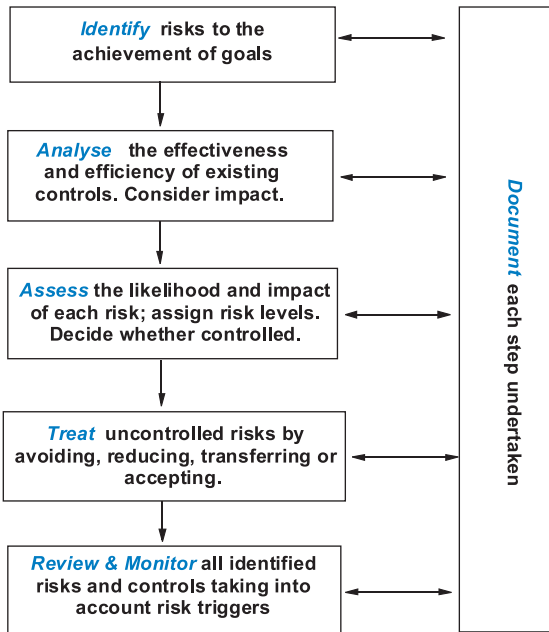 Identify risks to the
achievement of goals
Analyse the effectiveness
and efficiency of existing
controls. Consider impact.
Assess the likelihood and impact
of each risk; assign risk levels.
Decide whether controlled.
Treat uncontrolled risks by
avoiding, reducing, transferring or
accepting.
Review & Monitor all identified
risks and controls taking into
account risk triggers
Document each step undertaken